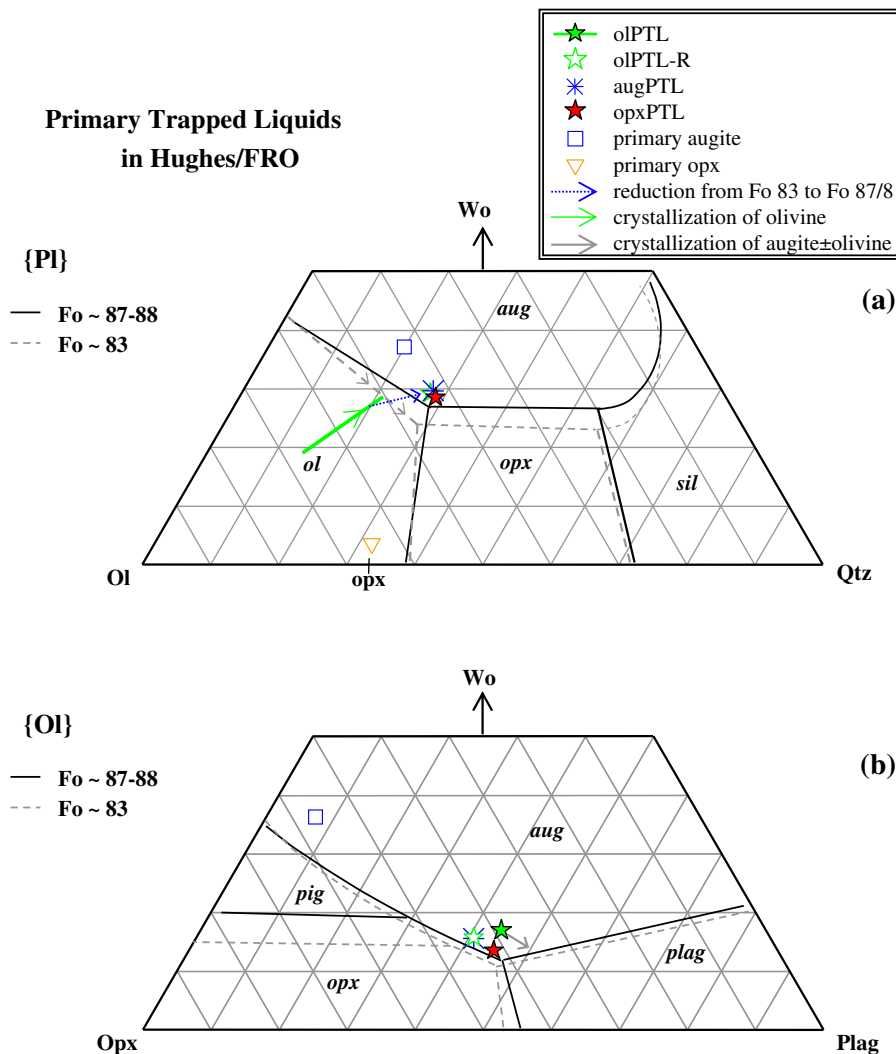 olPTL
olPTL-R
augPTL
opxPTL
primary augite
primary opx
reduction from Fo 83 to Fo 87/8
crystallization of olivine
crystallization of augite±olivine
Primary Trapped Liquids
in Hughes/FRO
Wo
{Pl}
(a)
Fo ~ 87-88
Fo ~ 83
aug
ol
opx
sil
Ol
opx
Qtz
Wo
{Ol}
(b)
Fo ~ 87-88
Fo ~ 83
aug
pig
plag
opx
Opx
Plag